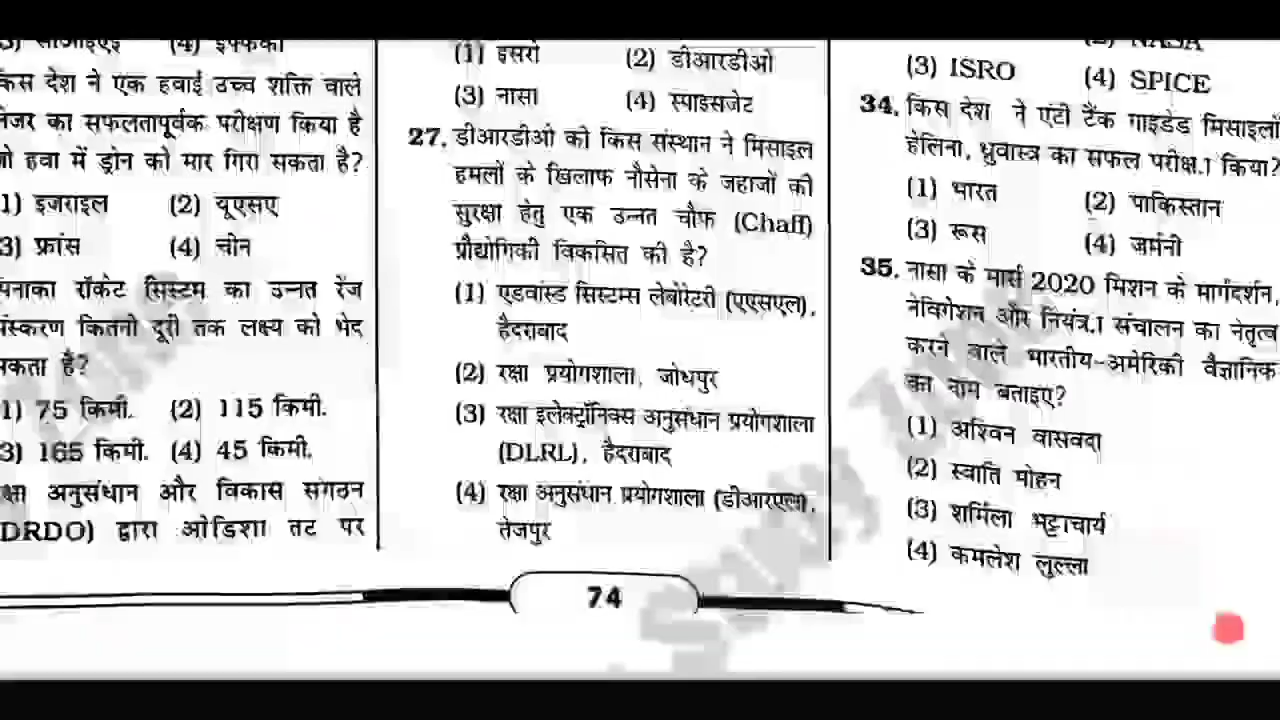 (4) इफ्फको
किस देश ने एक हवाई उच्च शक्ति वाले
लेजर का सफलतापूर्वक परीक्षण किया है
जो हवा में ड्रोन को मार गिरा सकता है?
1) इजराइल (2) यूएसए
3) फ्रांस (4) चीन
पिनाका रॉकेट सिस्टम का उन्नत रेंज
संस्करण कितनी दूरी तक लक्ष्य को भेद
सकता है?
1) 75 किमी. (2) 115 किमी.
3) 165 किमी. (4) 45 किमी.
रक्षा अनुसंधान और विकास संगठन
DRDO) द्वारा ओडिशा तट पर
(1) इसरो (2) डीआरडीओ
(3) नासा (4) स्पाइसजेट
27. डीआरडीओ की किस संस्थान ने मिसाइल
हमलों के खिलाफ नौसेना के जहाजों की
सुरक्षा हेतु एक उन्नत चौफ (Chaff)
प्रौद्योगिकी विकसित की है?
(1) एडवांस्ड सिस्टम्स लेबोरेटरी (एएसएल),
हैदराबाद
(2) रक्षा प्रयोगशाला, जोधपुर
(3) रक्षा इलेक्ट्रॉनिक्स अनुसंधान प्रयोगशाला
(DLRL), हैदराबाद
(4) रक्षा अनुसंधान प्रयोगशाला (डीआरएल),
तेजपुर
(2) NASA
(3) ISRO (4) SPICE
34. किस देश ने एंटी टैंक गाइडेड मिसाइलों
हेलिना, ध्रुवास्त्र का सफल परीक्ष.ा किया?
(1) भारत (2) पाकिस्तान
(3) रूस (4) जर्मनी
35. नासा के मार्स 2020 मिशन के मार्गदर्शन,
नेविगेशन और नियंत्र.ा संचालन का नेतृत्व
करने वाले भारतीय-अमेरिकी वैज्ञानिक
का नाम बताइए?
(1) अश्विन वासवदा
(2) स्वाति मोहन
(3) शर्मिला भट्टाचार्य
(4) कमलेश लुल्ला
74